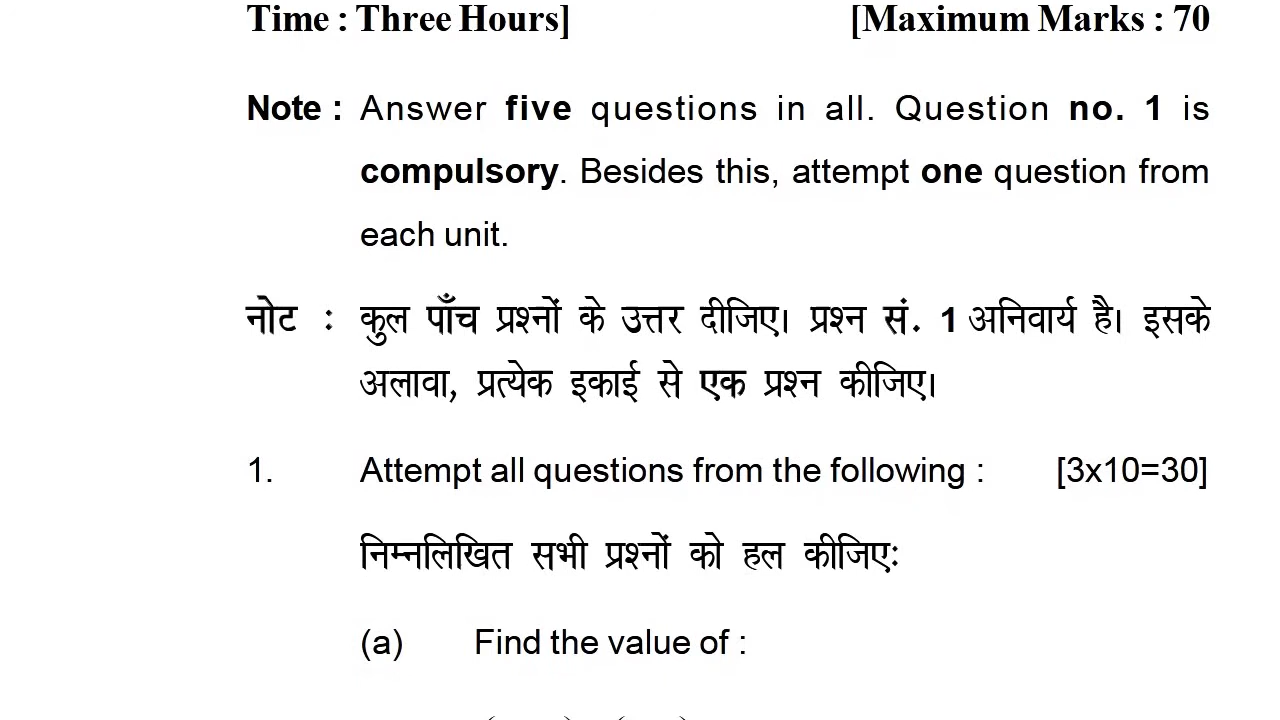 Time : Three Hours] [Maximum Marks : 70
Note : Answer five questions in all. Question no. 1 is
compulsory. Besides this, attempt one question from
each unit.
नोट : कुल पाँच प्रश्नों के उत्तर दीजिए। प्रश्न सं. 1 अनिवार्य है। इसके
अलावा, प्रत्येक इकाई से एक प्रश्न कीजिए।
1. Attempt all questions from the following : [3x10=30]
निम्नलिखित सभी प्रश्नों को हल कीजिए:
(a) Find the value of :